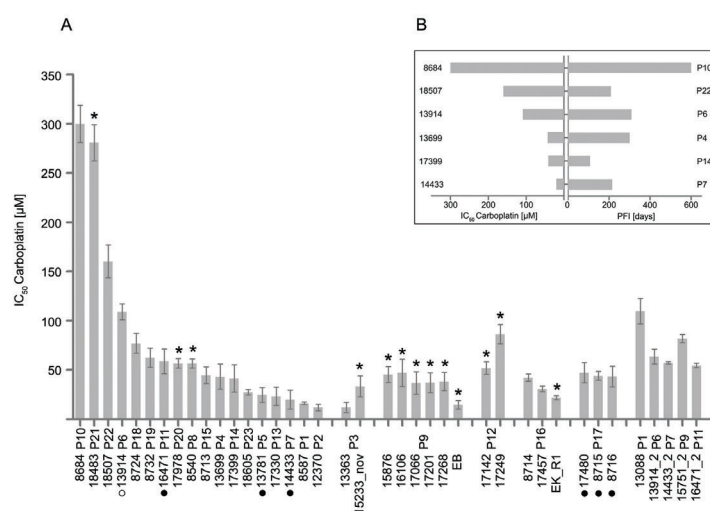 A
B
350
300
250
200
150
100
50
IC50 Carboplatin [µM]
*
* *
*
* * * * * *
* *
*
*
8684 P10
18483 P21
18507 P22
13914 P6
8724 P18
8732 P19
16471 P11
17978 P20
8540 P8
8713 P15
13699 P4
17399 P14
18605 P23
13781 P5
17330 P13
14433 P7
8587 P1
12370 P2
13363
15233_nov
P3
15876
16106
17066
17201
17268
EB
P9
17142
17249
P12
8714
17457
EK_R1
P16
17480
8715
8716
P17
13088 P1
13914_2 P6
14433_2 P7
15751_2 P9
16471_2 P11
8684 P10
18507 P22
13914 P6
13699 P4
17399 P14
14433 P7
300 200 100 0 200 400 600
IC50 Carboplatin [µM] PFI [days]